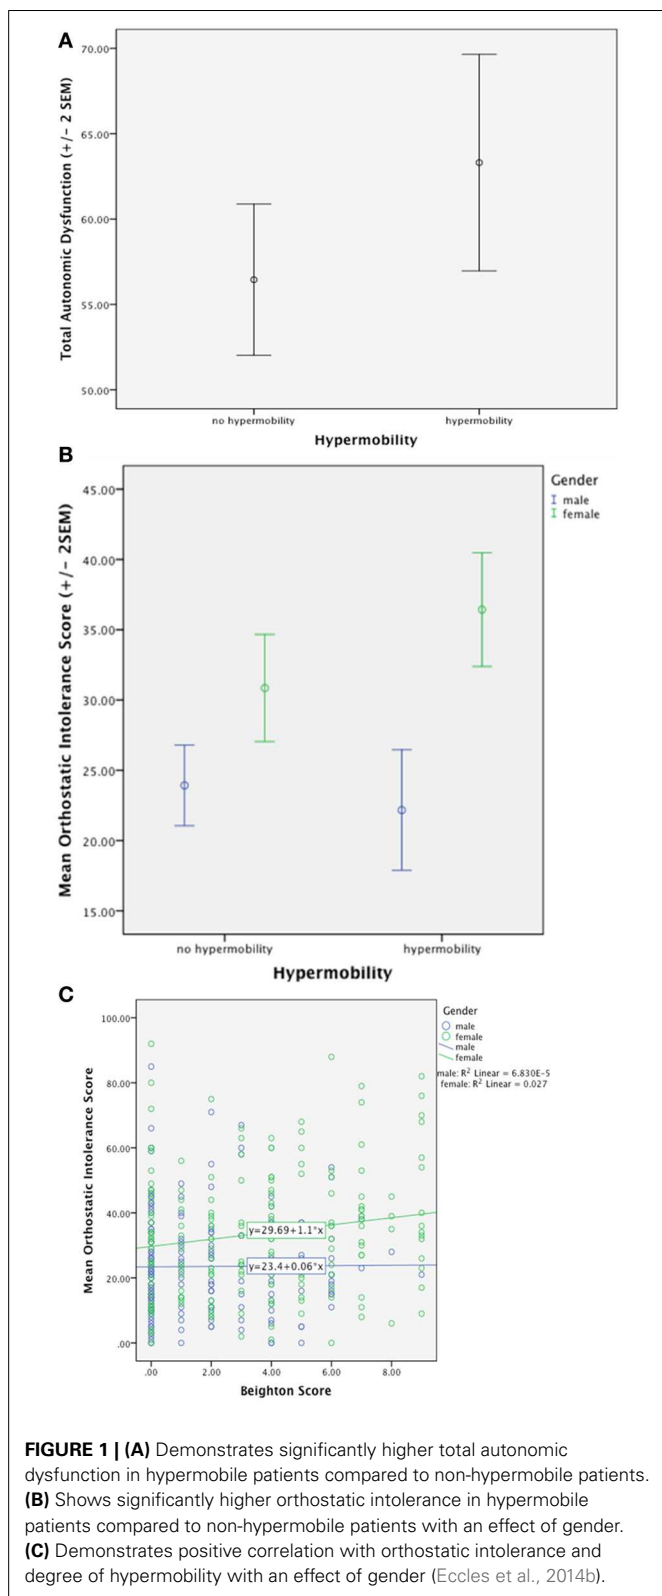 A
70.00
65.00
60.00
55.00
50.00
Total Autonomic Dysfunction (+/- 2 SEM)
no hypermobility
hypermobility
Hypermobility
B
45.00
40.00
35.00
30.00
25.00
20.00
15.00
Mean Orthostatic Intolerance Score (+/- 2SEM)
Gender
male
female
no hypermobility
hypermobility
Hypermobility
C
100.00
80.00
60.00
40.00
20.00
.00
Mean Orthostatic Intolerance Score
Gender
male
female
male
female
male: R² Linear = 6.830E-5
female: R² Linear = 0.027
y=29.69+1.1*x
y=23.4+0.06*x
.00
2.00
4.00
6.00
8.00
Beighton Score
FIGURE 1 | (A) Demonstrates significantly higher total autonomic
dysfunction in hypermobile patients compared to non-hypermobile patients.
(B) Shows significantly higher orthostatic intolerance in hypermobile
patients compared to non-hypermobile patients with an effect of gender.
(C) Demonstrates positive correlation with orthostatic intolerance and
degree of hypermobility with an effect of gender (Eccles et al., 2014b).